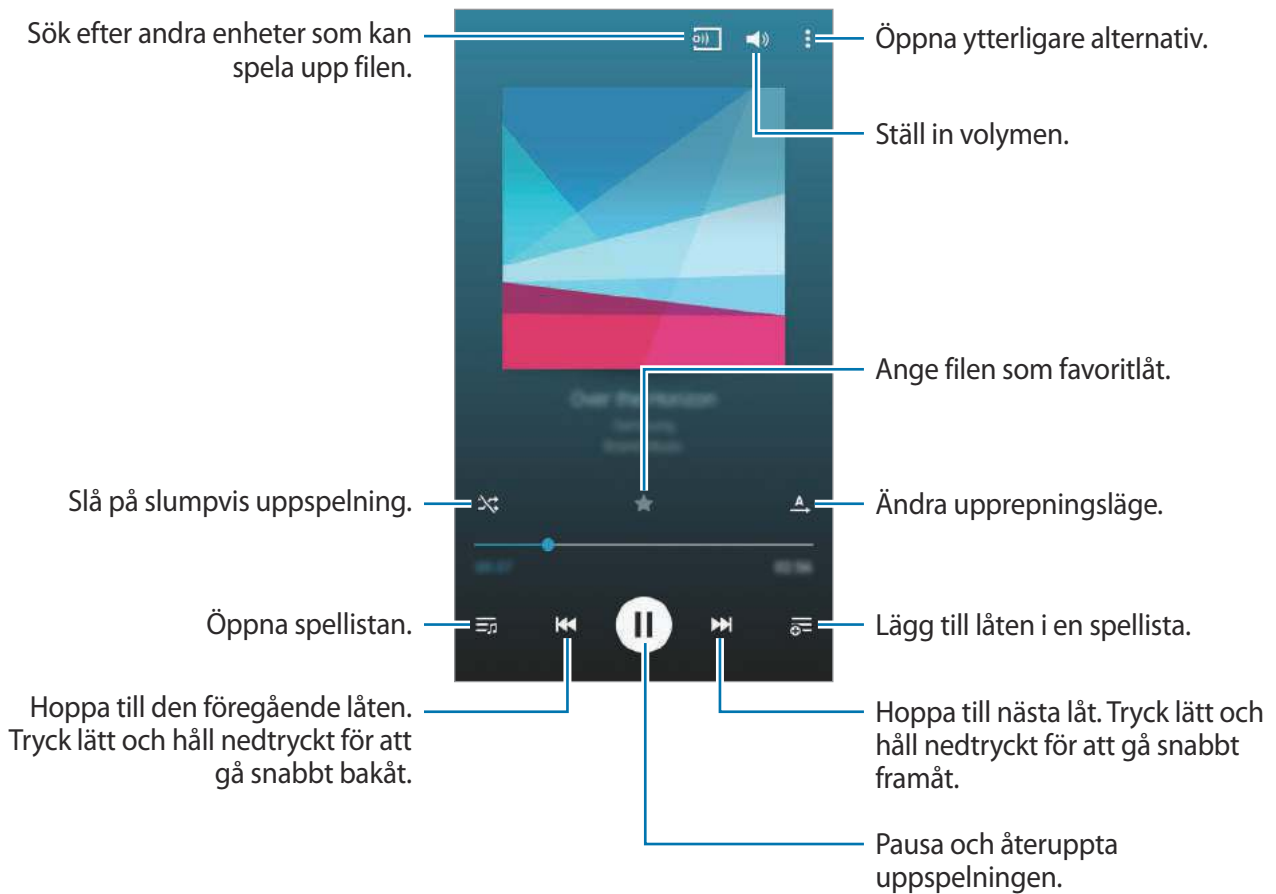 Sök efter andra enheter som kan
spela upp filen.
Öppna ytterligare alternativ.
Ställ in volymen.
Ange filen som favoritlåt.
Over the Horizon
Slå på slumpvis uppspelning.
A
Ändra upprepningsläge.
Öppna spellistan.
Lägg till låten i en spellista.
Hoppa till den föregående låten.
Tryck lätt och håll nedtryckt för att
gå snabbt bakåt.
Hoppa till nästa låt. Tryck lätt och
håll nedtryckt för att gå snabbt
framåt.
Pausa och återuppta
uppspelningen.